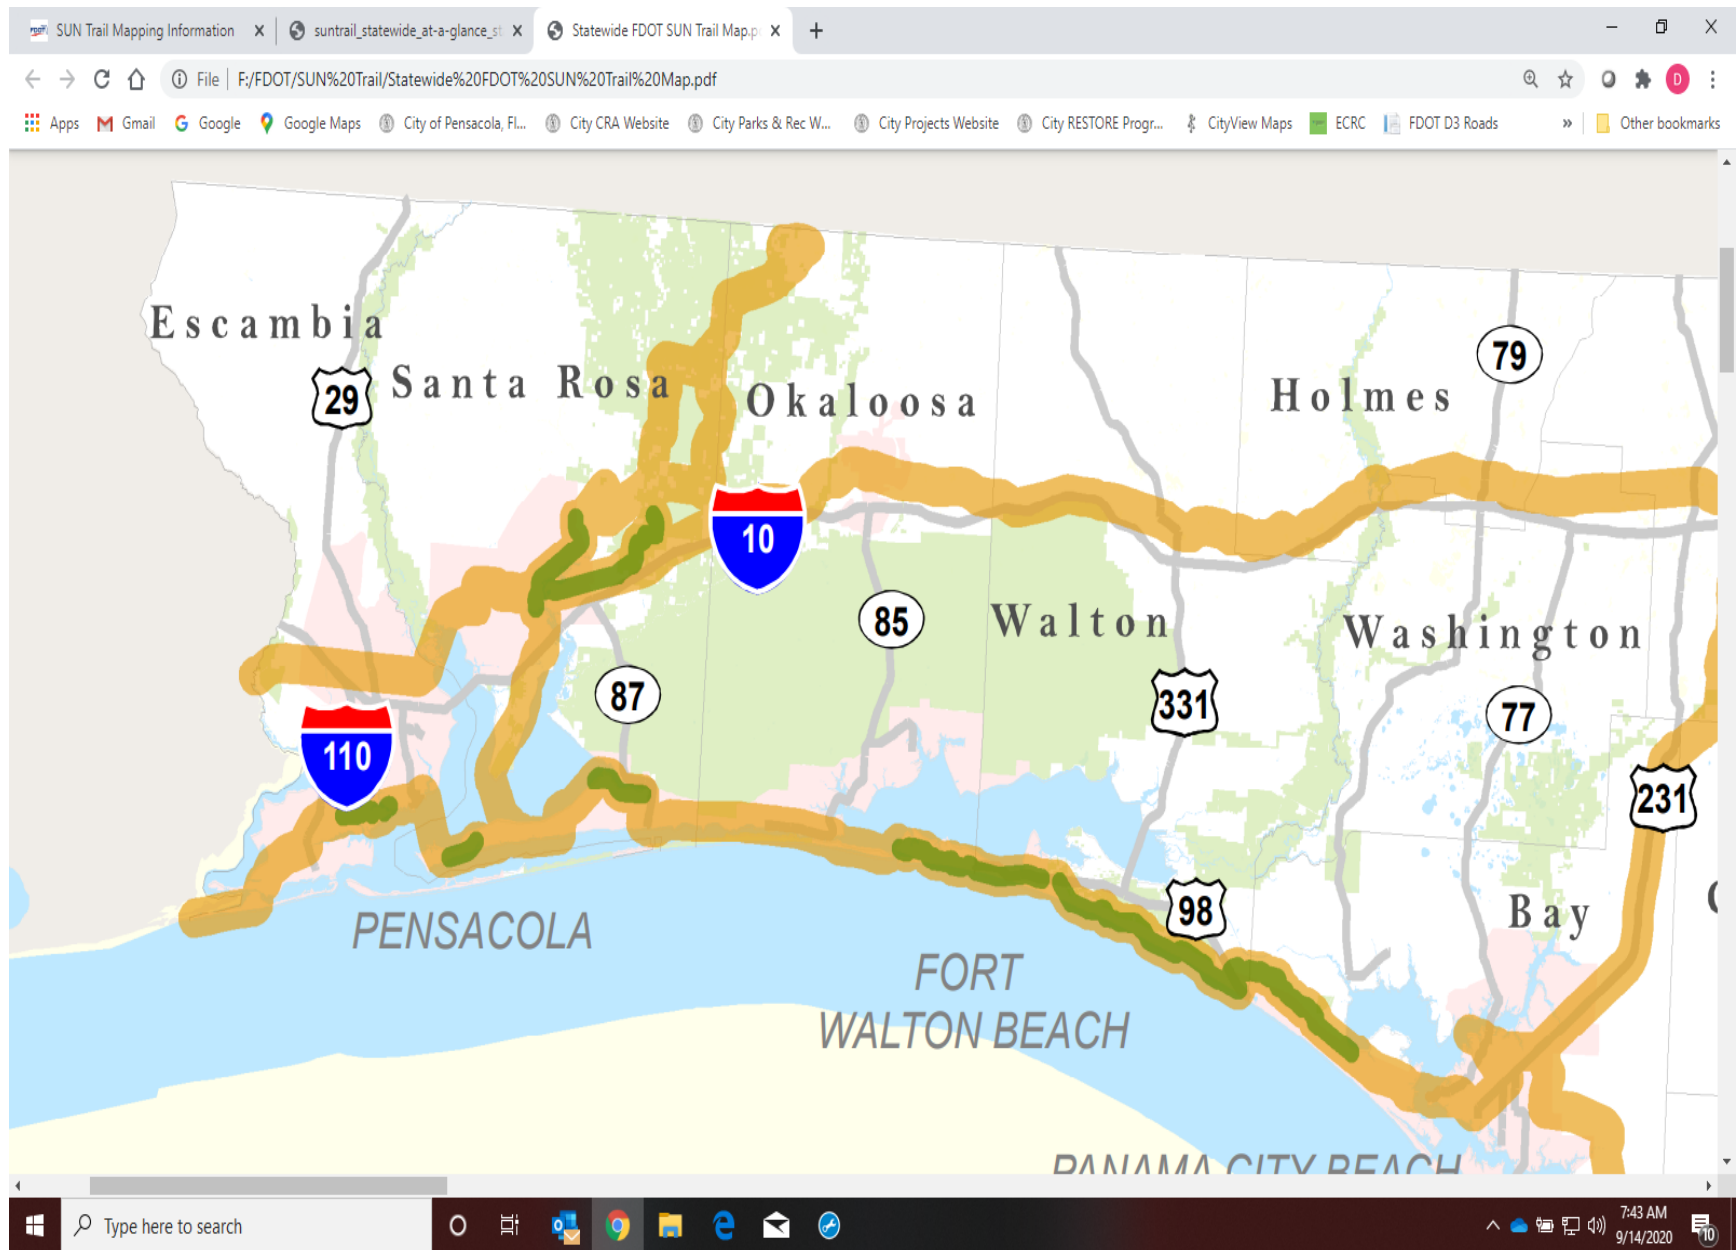 SUN Trail Mapping Information
suntrail_statewide_at-a-glance_st
Statewide FDOT SUN Trail Map.p
File
F:/FDOT/SUN%20Trail/Statewide%20FDOT%20SUN%20Trail%20Map.pdf
D
Apps
Gmail
Google
Google Maps
City of Pensacola, Fl...
City CRA Website
City Parks & Rec W...
City Projects Website
City RESTORE Progr...
CityView Maps
ECRC
FDOT D3 Roads
»
Other bookmarks
Escambia
29
Santa Rosa
Okaloosa
Holmes
79
10
85
Walton
Washington
87
331
77
110
231
98
Bay
PENSACOLA
FORT
WALTON BEACH
PANAMA CITY BEACH
Type here to search
7:43 AM
9/14/2020
10